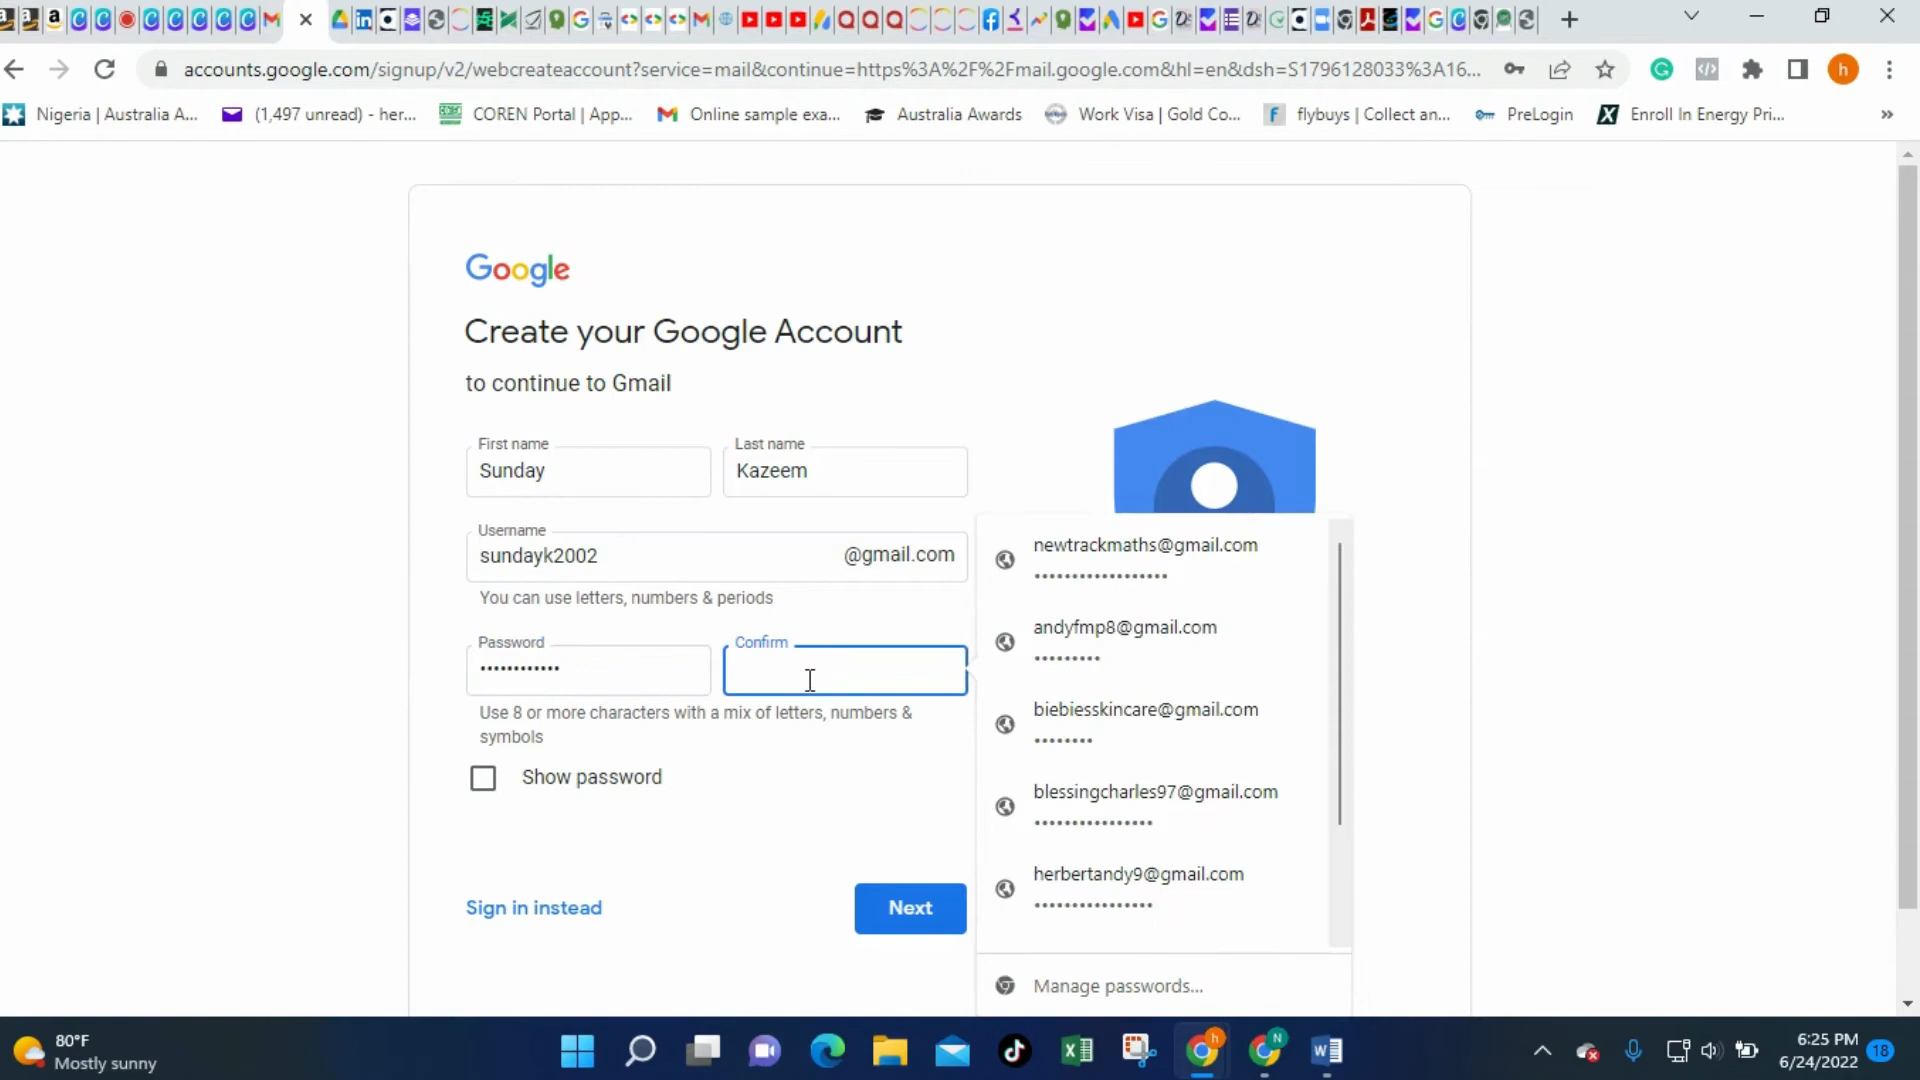 accounts.google.com/signup/v2/webcreateaccount?service=mail&continue=https%3A%2F%2Fmail.google.com&hl=en&dsh=S1796128033%3A16...
h
Nigeria | Australia A...
(1,497 unread) - her...
COREN Portal | App...
Online sample exa...
Australia Awards
Work Visa | Gold Co...
flybuys | Collect an...
PreLogin
Enroll In Energy Pri...
»
Google
Create your Google Account
to continue to Gmail
First name
Sunday
Last name
Kazeem
Username
sundayk2002
@gmail.com
You can use letters, numbers & periods
Password
••••••••••••
Confirm
Use 8 or more characters with a mix of letters, numbers &
symbols
Show password
Sign in instead
Next
newtrackmaths@gmail.com
••••••••••••••••••
andyfmp8@gmail.com
•••••••••
biebiesskincare@gmail.com
••••••••
blessingcharles97@gmail.com
••••••••••••••••
herbertandy9@gmail.com
••••••••••••••••
Manage passwords...
80°F
Mostly sunny
h
N
6:25 PM
6/24/2022
18